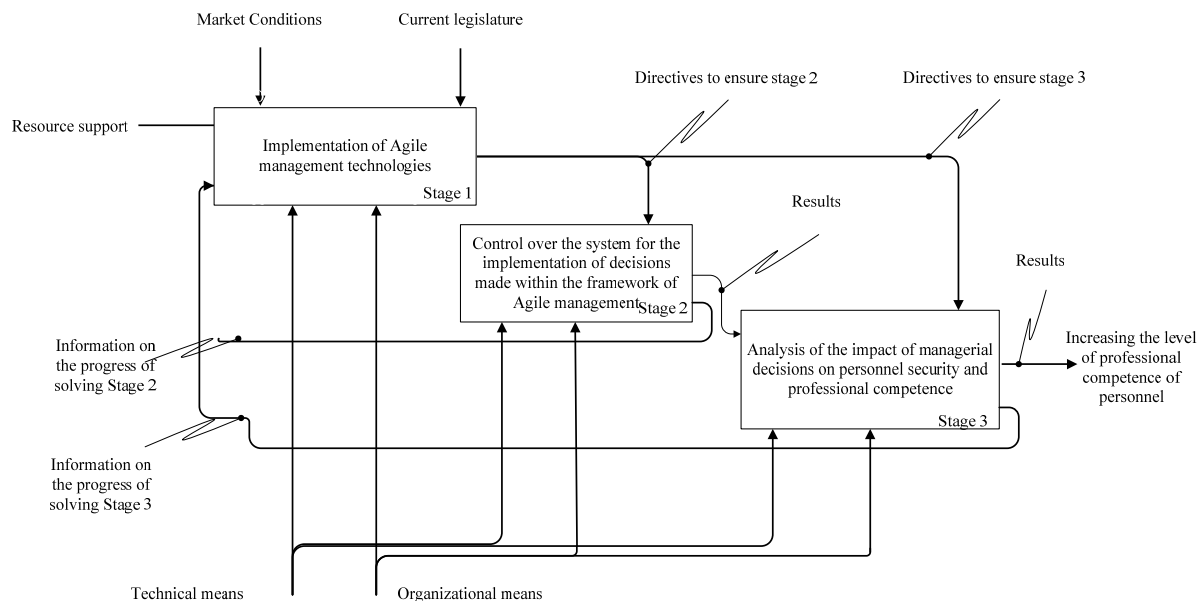 Market Conditions
Current legislature
Directives to ensure stage 2
Directives to ensure stage 3
Resource support
Implementation of Agile
management technologies
Stage 1
Results
Control over the system for the
implementation of decisions
made within the framework of
Agile management
Stage 2
Results
Information on
the progress of
solving Stage 2
Analysis of the impact of managerial
decisions on personnel security and
professional competence
Stage 3
Increasing the level
of professional
competence of
personnel
Information on
the progress of
solving Stage 3
Technical means
Organizational means